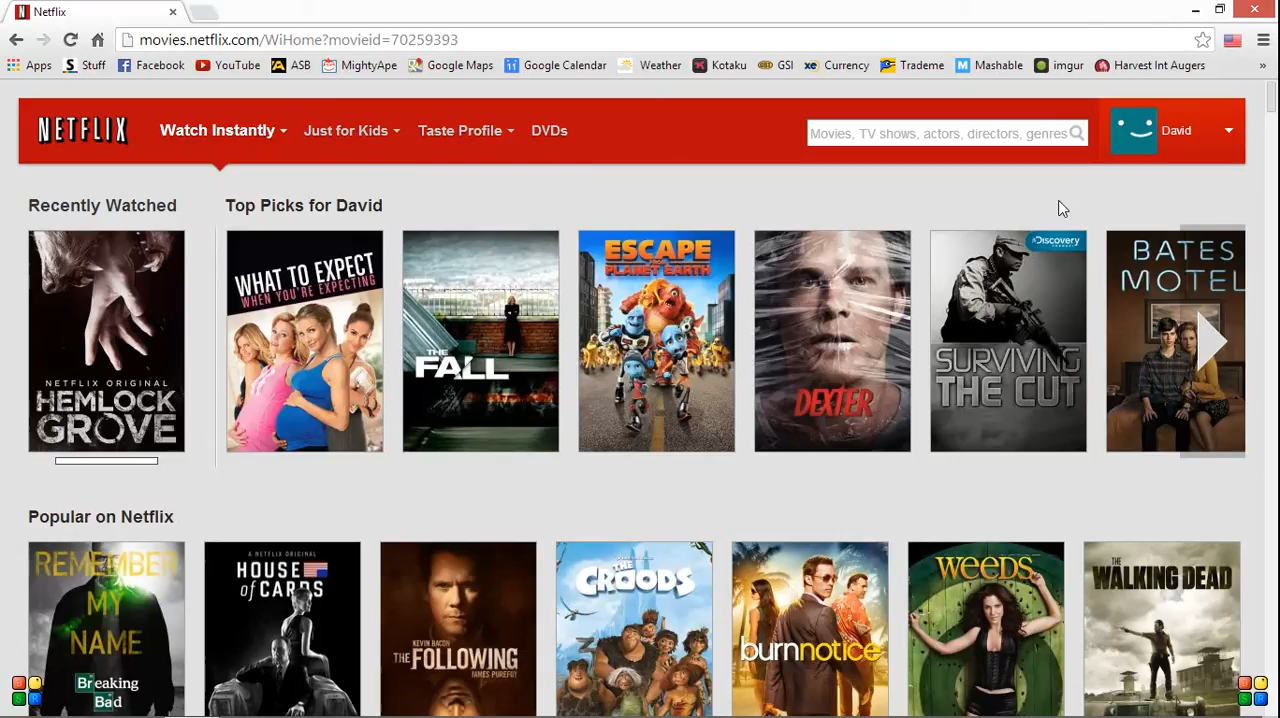 Netflix
movies.netflix.com/WiHome?movieid=70259393
Apps Stuff Facebook YouTube ASB MightyApe Google Maps 11 Google Calendar Weather Kotaku GSI xe Currency Trademe M Mashable imgur Harvest Int Augers »
NETFLIX Watch Instantly Just for Kids Taste Profile DVDs Movies, TV shows, actors, directors, genres David
Recently Watched Top Picks for David
NETFLIX ORIGINAL
HEMLOCK
GROVE
WHAT TO EXPECT
WHEN YOU'RE EXPECTING
THE
FALL
ESCAPE
PLANET EARTH
DEXTER
Discovery
CHANNEL
SURVIVING
THE CUT
BATES
MOTEL
Popular on Netflix
REMEMBER
MY
NAME
Breaking
Bad
A NETFLIX ORIGINAL
HOUSE
of CARDS
KEVIN BACON
THE FOLLOWING
JAMES PUREFOY
THE
CROODS
burn notice
WEEDS
THE
WALKING DEAD
B S
S R
B S
S R